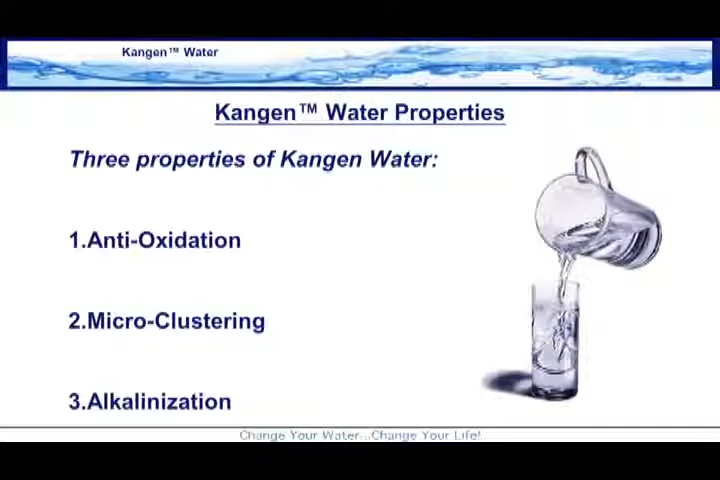 Kangen™ Water
Kangen™ Water Properties
Three properties of Kangen Water:
1.Anti-Oxidation
2.Micro-Clustering
3.Alkalinization
Change Your Water...Change Your Life!